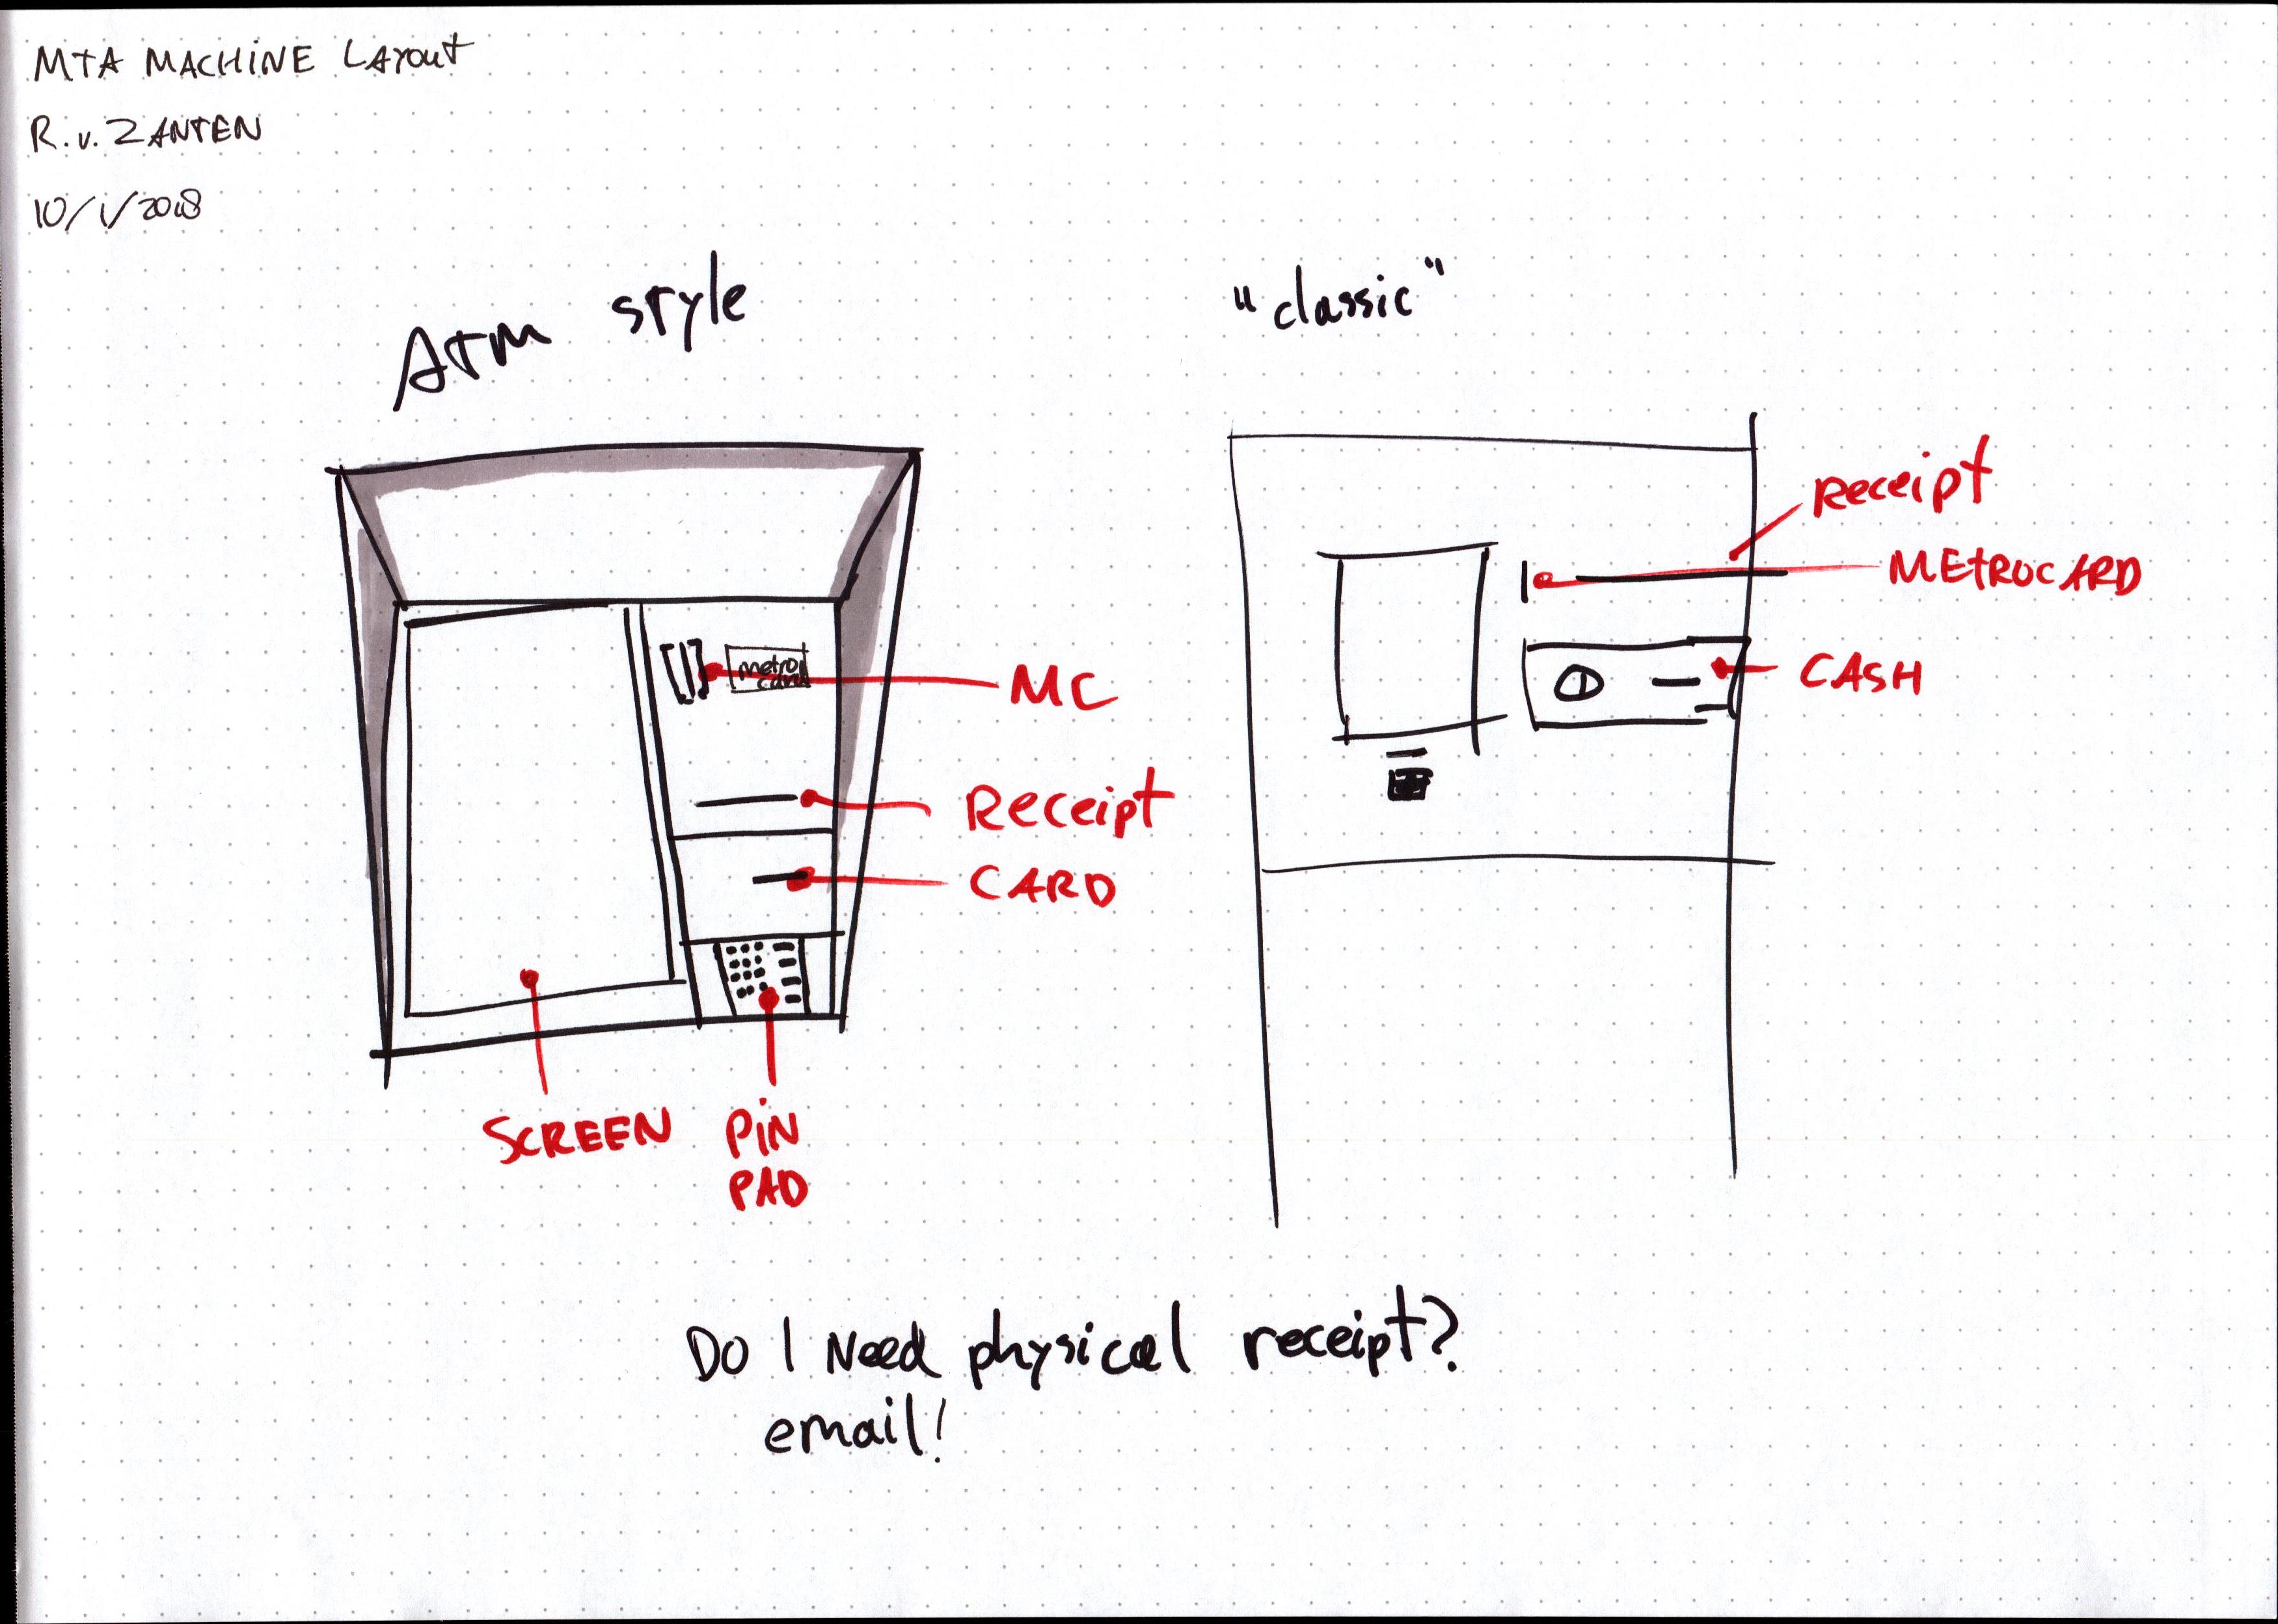 MTA MACHINE LAYOUT
R. v. ZANTEN
10/1/2018
ATM style
"classic"
Receipt
METROCARD
metro
card
MC
CASH
Receipt
CARD
SCREEN
PIN
PAD
Do I Need physical receipt?
email!